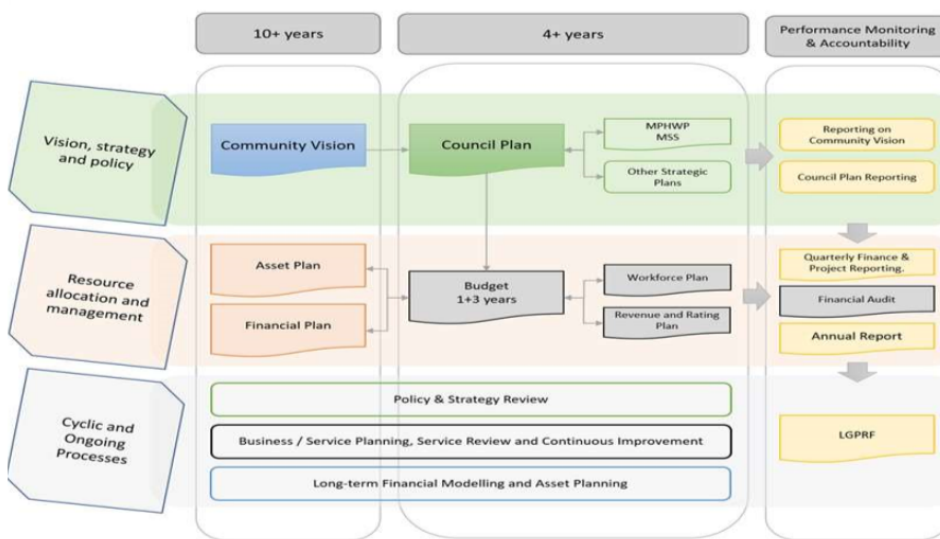 10+ years
4+ years
Performance Monitoring
& Accountability
Vision, strategy
and policy
Community Vision
Council Plan
MPHWP
MSS
Other Strategic
Plans
Reporting on
Community Vision
Council Plan Reporting
Resource
allocation and
management
Asset Plan
Financial Plan
Budget
1+3 years
Workforce Plan
Revenue and Rating
Plan
Quarterly Finance &
Project Reporting.
Financial Audit
Annual Report
Cyclic and
Ongoing
Processes
Policy & Strategy Review
Business / Service Planning, Service Review and Continuous Improvement
Long-term Financial Modelling and Asset Planning
LGPRF